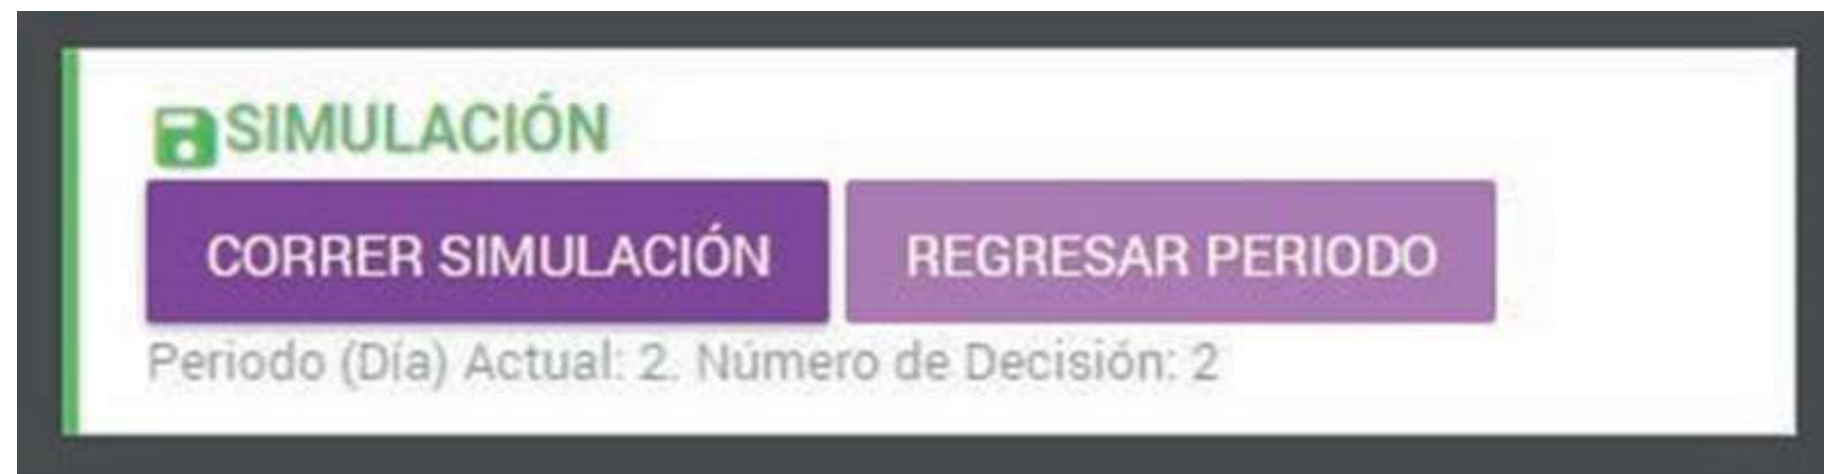 SIMULACIÓN
CORRER SIMULACIÓN REGRESAR PERIODO
Periodo (Día) Actual: 2. Número de Decisión: 2